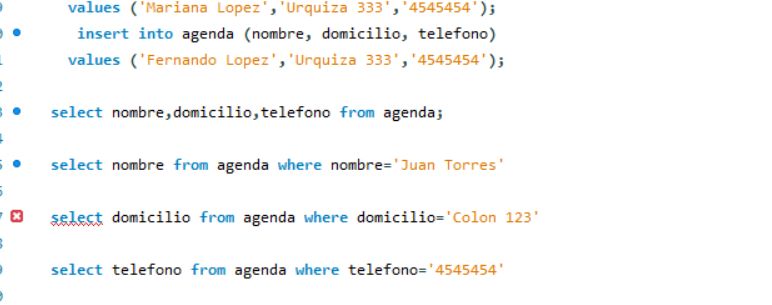 values ('Mariana Lopez','Urquiza 333','4545454');
insert into agenda (nombre, domicilio, telefono)
values ('Fernando Lopez','Urquiza 333','4545454');
select nombre,domicilio,telefono from agenda;
select nombre from agenda where nombre='Juan Torres'
select domicilio from agenda where domicilio='Colon 123'
select telefono from agenda where telefono='4545454'